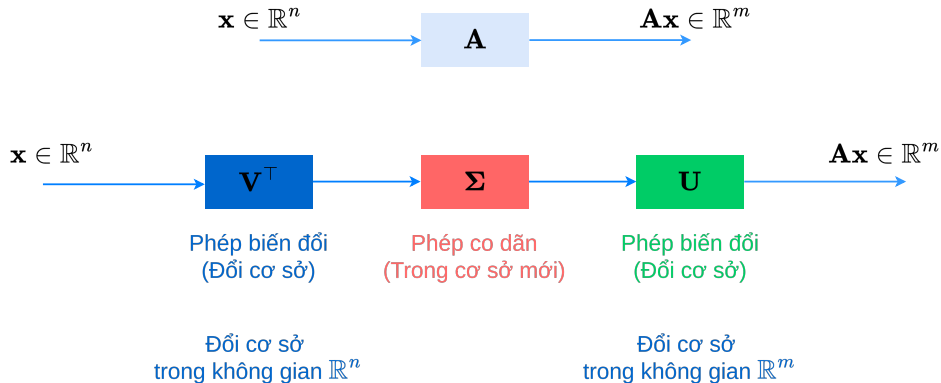 x ∈ ℝⁿ
A
Ax ∈ ℝᵐ
x ∈ ℝⁿ
V⊤
Σ
U
Ax ∈ ℝᵐ
Phép biến đổi
(Đổi cơ sở)
Phép co dãn
(Trong cơ sở mới)
Phép biến đổi
(Đổi cơ sở)
Đổi cơ sở
trong không gian ℝⁿ
Đổi cơ sở
trong không gian ℝᵐ